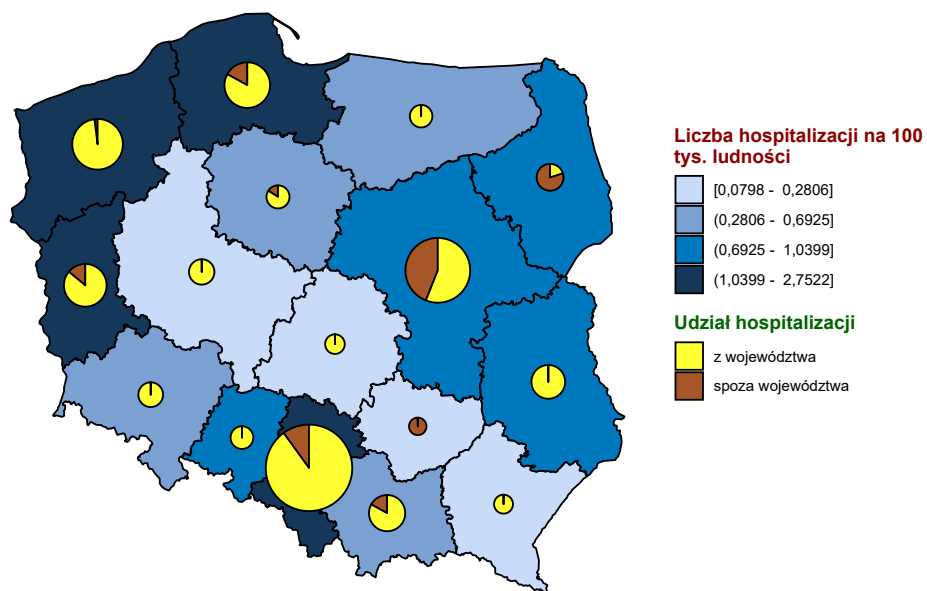 Liczba hospitalizacji na 100
tys. ludności
[0,0798 - 0,2806]
(0,2806 - 0,6925]
(0,6925 - 1,0399]
(1,0399 - 2,7522]
Udział hospitalizacji
z województwa
spoza województwa